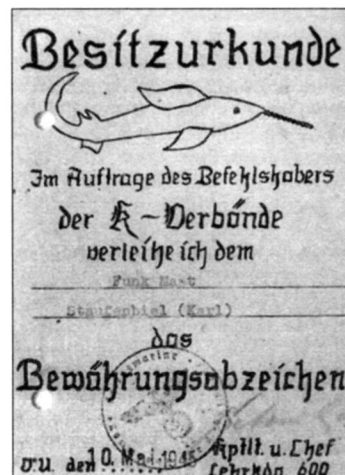 Besitzurkunde
Im Auftrage des Befehlshabers
der K-Verbände
verleihe ich dem
Funk Maat
Staufenbiel (Karl)
das
Bewährungsabzeichen
O.U. den 10. Mai 1945 Kptlt. u. Chef
Lehrkdo. 600